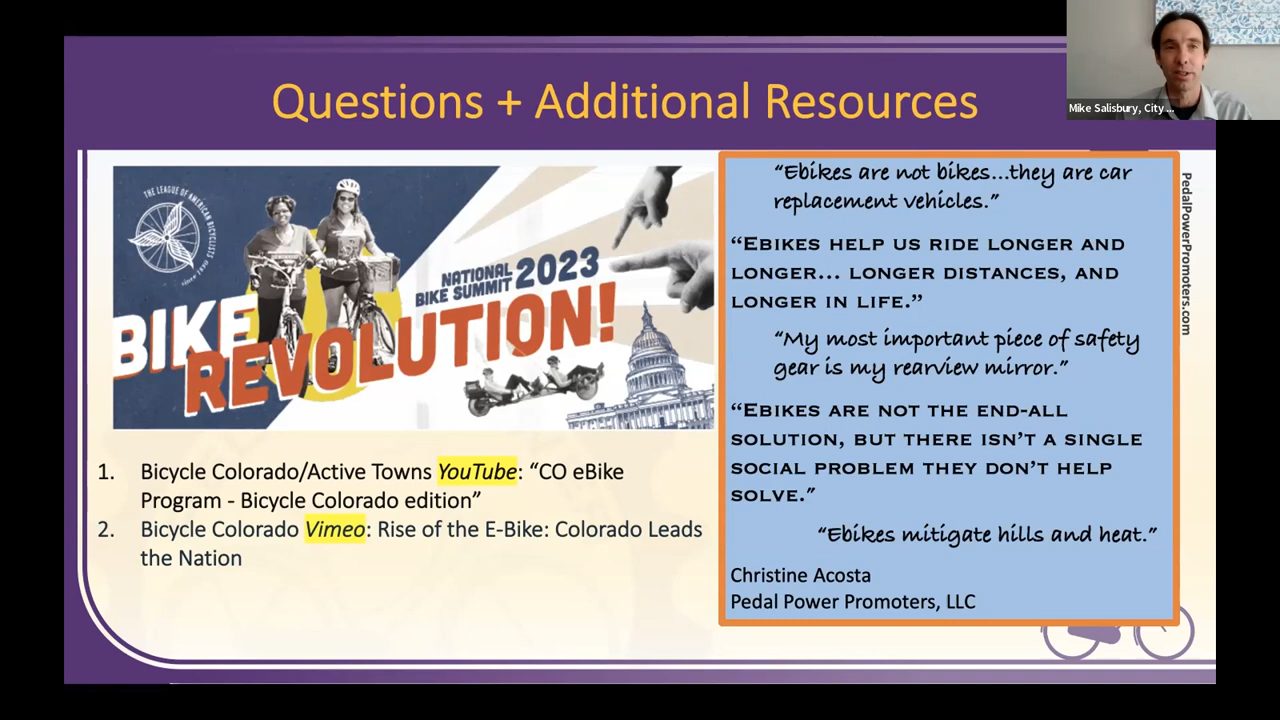 Mike Salisbury, City ...
Questions + Additional Resources
THE LEAGUE OF AMERICAN BICYCLISTS
NATIONAL
BIKE SUMMIT 2023
BIKE
REVOLUTION!
1. Bicycle Colorado/Active Towns YouTube: “CO eBike
Program - Bicycle Colorado edition”
2. Bicycle Colorado Vimeo: Rise of the E-Bike: Colorado Leads
the Nation
“Ebikes are not bikes...they are car
replacement vehicles.”
“EBIKES HELP US RIDE LONGER AND
LONGER... LONGER DISTANCES, AND
LONGER IN LIFE.”
“My most important piece of safety
gear is my rearview mirror.”
“EBIKES ARE NOT THE END-ALL
SOLUTION, BUT THERE ISN’T A SINGLE
SOCIAL PROBLEM THEY DON’T HELP
SOLVE.”
“Ebikes mitigate hills and heat.”
Christine Acosta
Pedal Power Promoters, LLC
PedalPowerPromoters.com